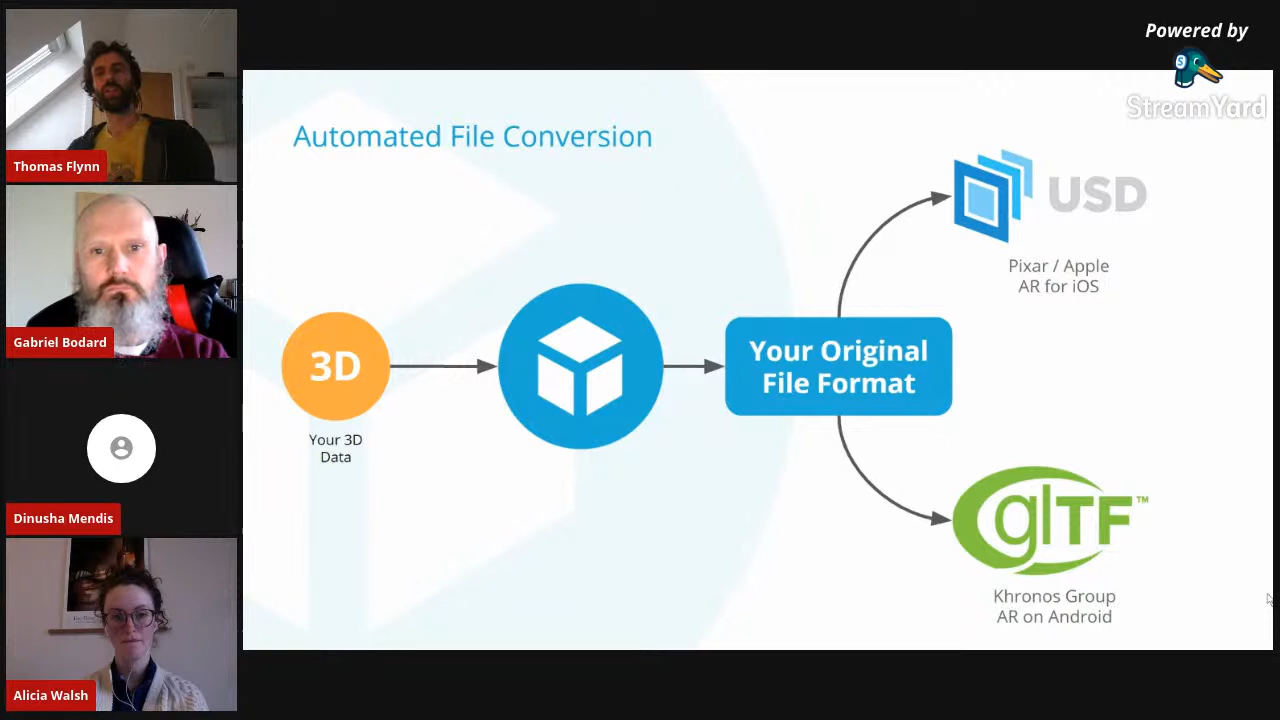 Powered by
StreamYard
Thomas Flynn
Gabriel Bodard
Dinusha Mendis
Alicia Walsh
Automated File Conversion
3D
Your 3D
Data
Your Original
File Format
USD
Pixar / Apple
AR for iOS
glTF™
Khronos Group
AR on Android